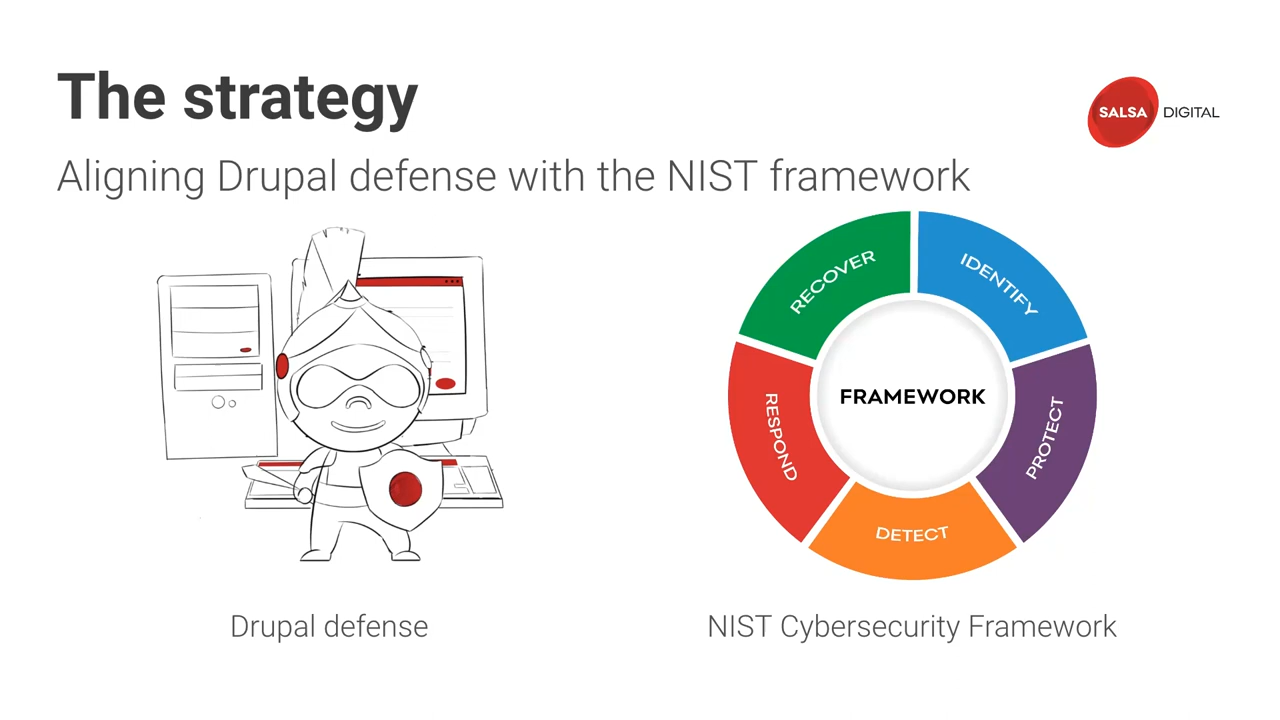 The strategy
SALSA DIGITAL
Aligning Drupal defense with the NIST framework
RECOVER
IDENTIFY
FRAMEWORK
RESPOND
PROTECT
DETECT
Drupal defense
NIST Cybersecurity Framework